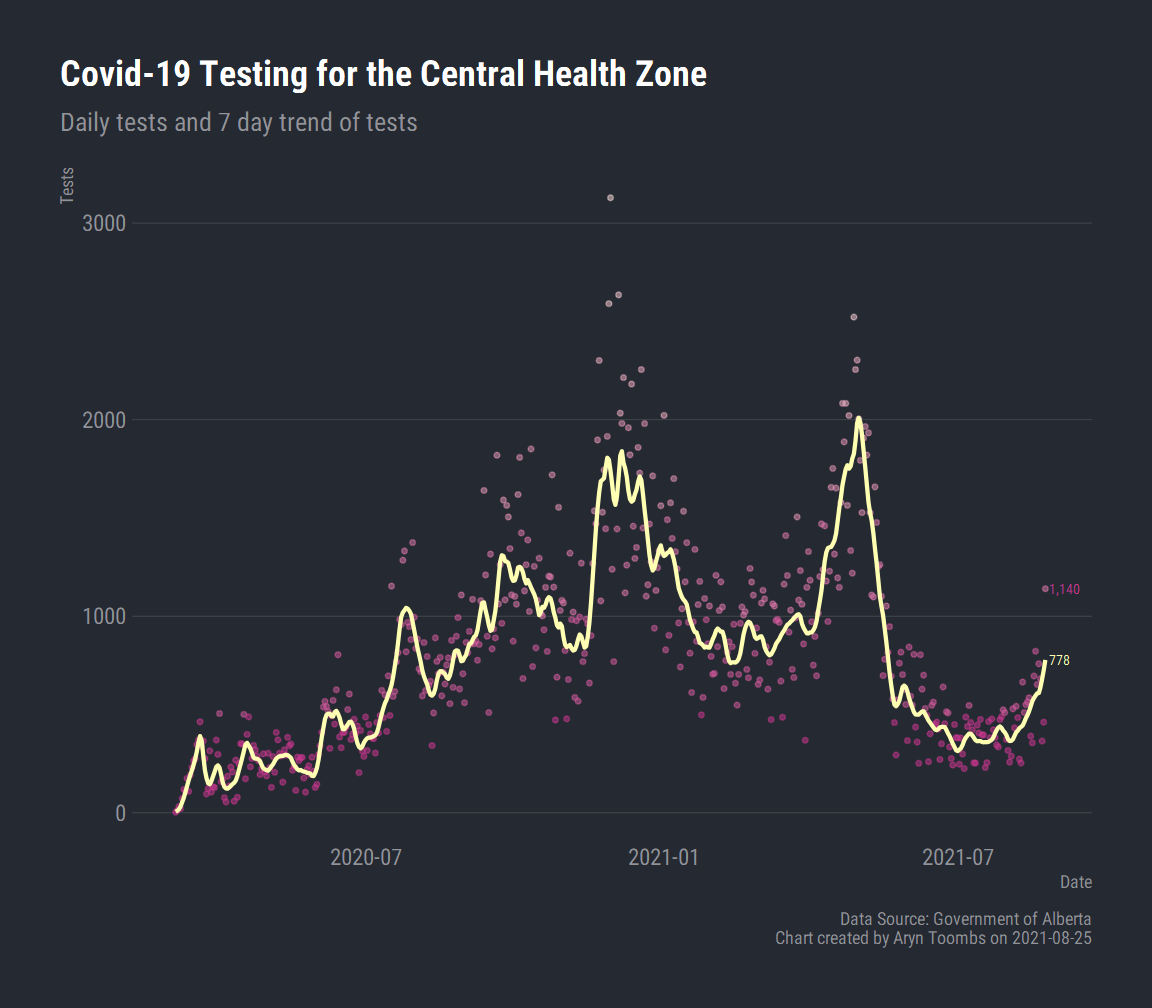 Covid-19 Testing for the Central Health Zone
Daily tests and 7 day trend of tests
Tests
3000
2000
1000
0
1,140
778
2020-07
2021-01
2021-07
Date
Data Source: Government of Alberta
Chart created by Aryn Toombs on 2021-08-25